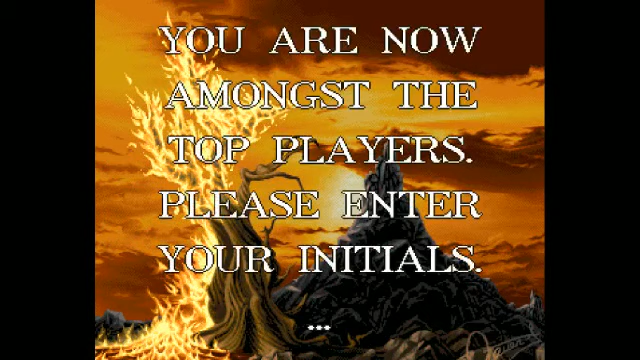 YOU ARE NOW
AMONGST THE
TOP PLAYERS.
PLEASE ENTER
YOUR INITIALS.
...